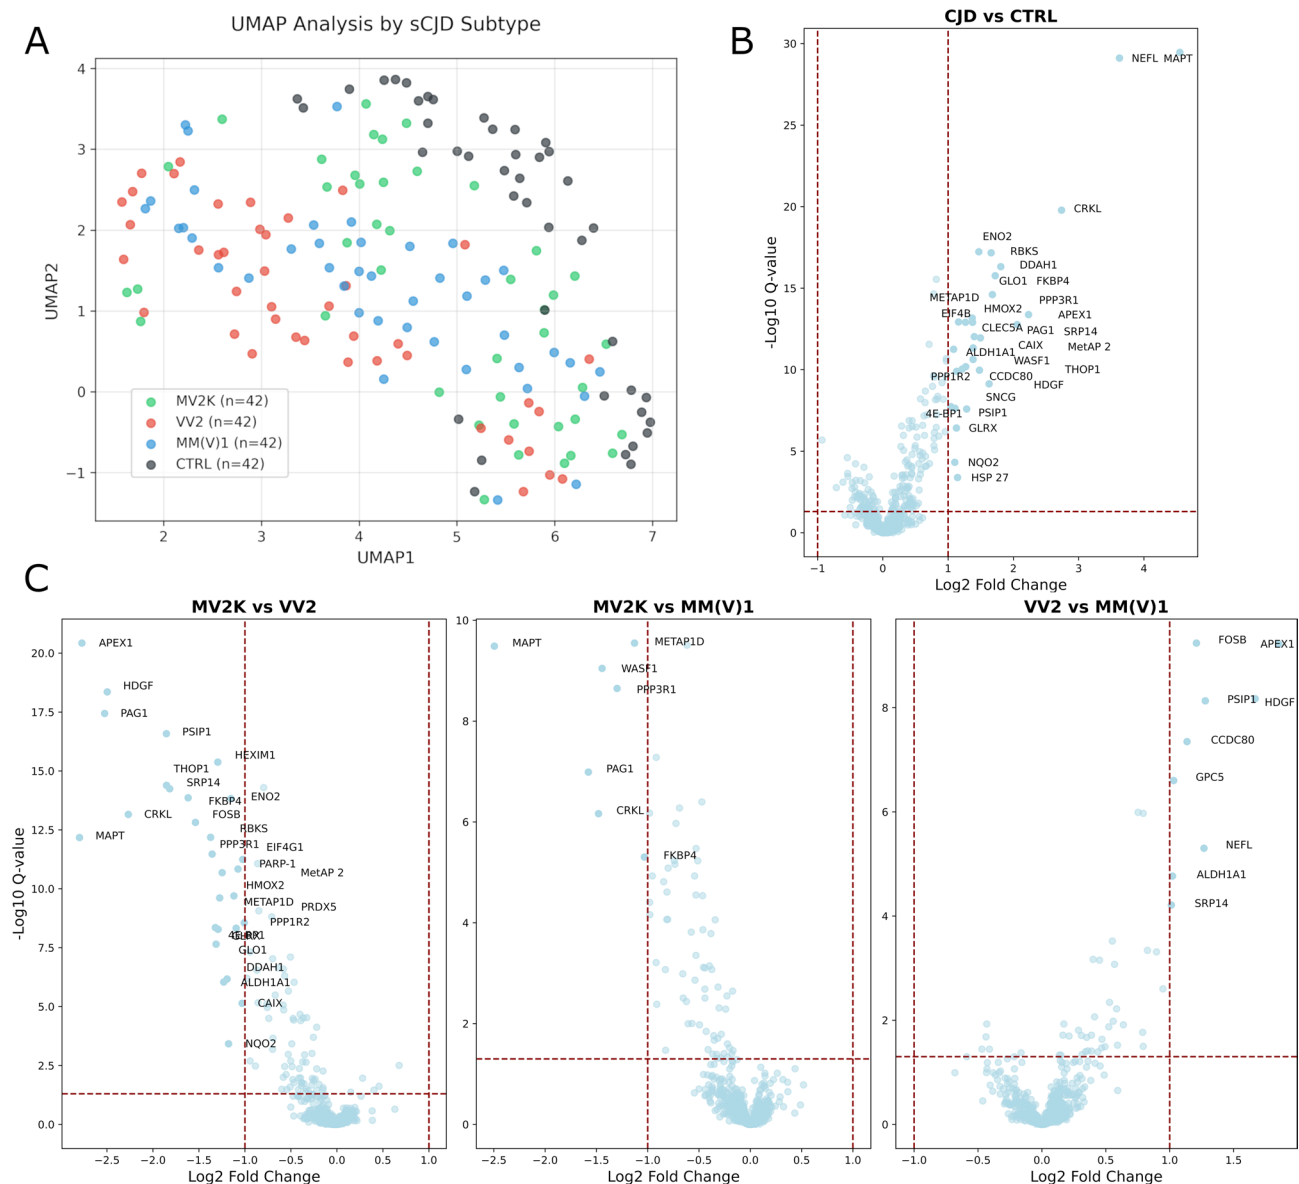 A
UMAP Analysis by sCJD Subtype
4
3
2
1
0
−1
UMAP2
MV2K (n=42)
VV2 (n=42)
MM(V)1 (n=42)
CTRL (n=42)
2 3 4 5 6 7
UMAP1
B
CJD vs CTRL
30
25
20
15
10
5
0
-Log10 Q-value
NEFL MAPT
CRKL
ENO2
RBKS
DDAH1
GLO1 FKBP4
METAP1D
PPP3R1
HMOX2
EIF4B
APEX1
CLEC5A
PAG1
SRP14
CAIX
MetAP 2
ALDH1A1
WASF1
THOP1
PPP1R2
CCDC80
HDGF
SNCG
4E-BP1
PSIP1
GLRX
NQO2
HSP 27
−1 0 1 2 3 4
Log2 Fold Change
C
MV2K vs VV2
20.0
17.5
15.0
12.5
10.0
7.5
5.0
2.5
0.0
-Log10 Q-value
APEX1
HDGF
PAG1
PSIP1
HEXIM1
THOP1
SRP14
ENO2
FKBP4
CRKL
FOSB
RBKS
MAPT
PPP3R1
EIF4G1
PARP-1
MetAP 2
HMOX2
METAP1D
PRDX5
PPP1R2
4E-BP1
GLRX
GLO1
DDAH1
ALDH1A1
CAIX
NQO2
−2.5 −2.0 −1.5 −1.0 −0.5 0.0 0.5 1.0
Log2 Fold Change
MV2K vs MM(V)1
10
8
6
4
2
0
MAPT
METAP1D
WASF1
PPP3R1
PAG1
CRKL
FKBP4
−2.5 −2.0 −1.5 −1.0 −0.5 0.0 0.5 1.0
Log2 Fold Change
VV2 vs MM(V)1
8
6
4
2
0
FOSB
APEX1
PSIP1
HDGF
CCDC80
GPC5
NEFL
ALDH1A1
SRP14
−1.0 −0.5 0.0 0.5 1.0 1.5
Log2 Fold Change